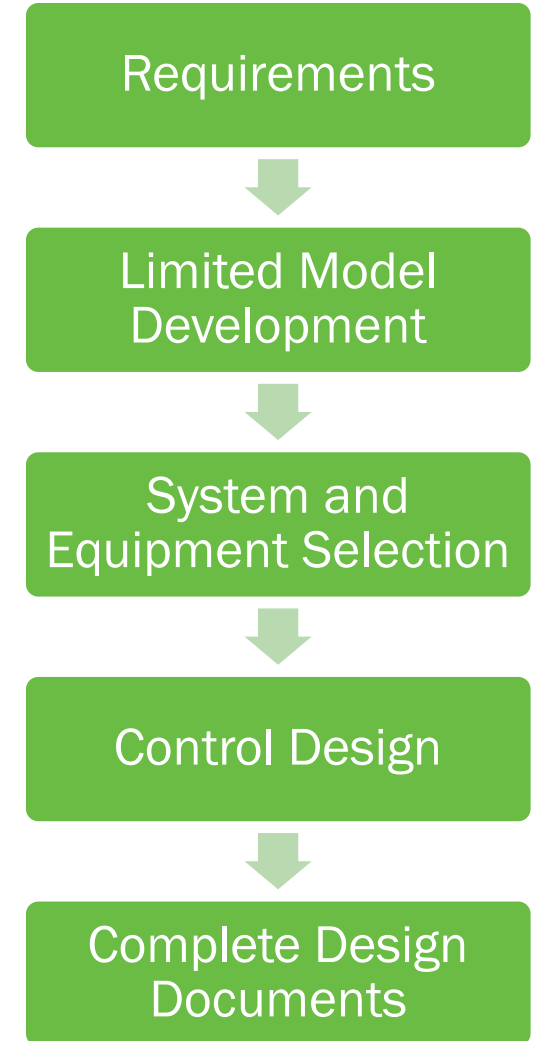 Requirements
Limited Model
Development
System and
Equipment Selection
Control Design
Complete Design
Documents